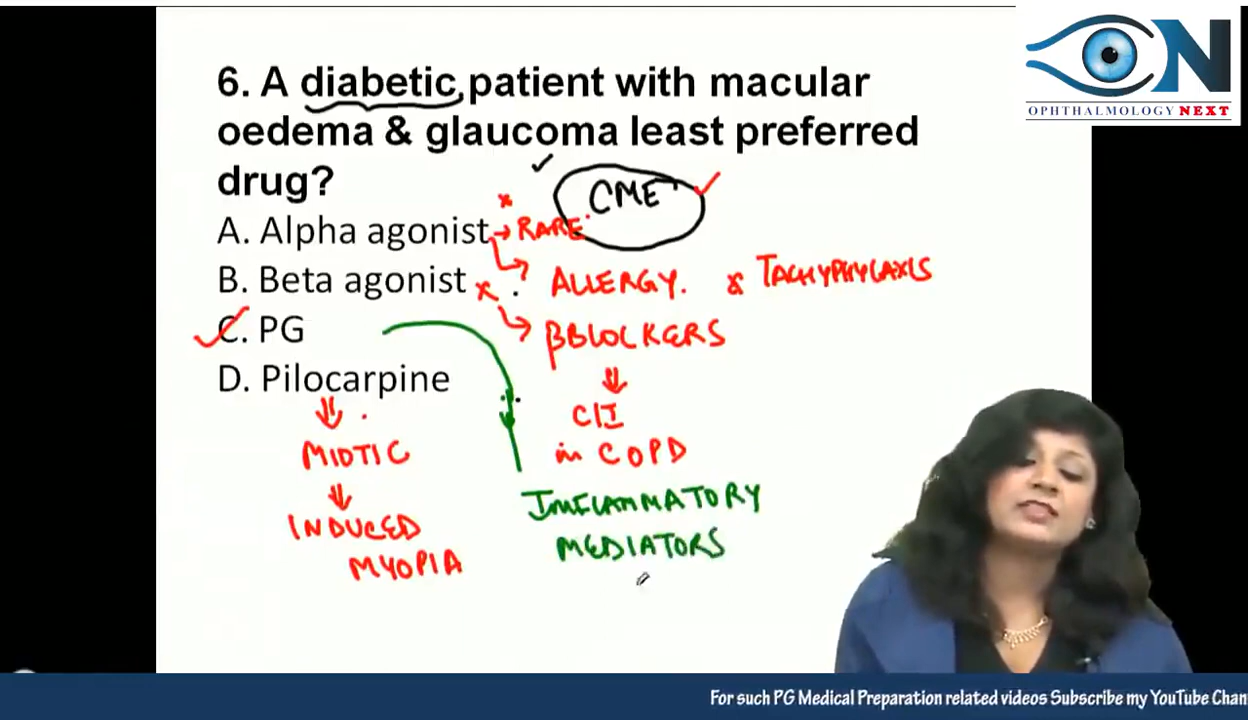 ON
OPHTHALMOLOGY NEXT
6. A diabetic patient with macular
oedema & glaucoma least preferred
drug?
CME
A. Alpha agonist → RARE
ALLERGY. & TACHYPHYLAXIS
B. Beta agonist
β BLOCKERS
C. PG
D. Pilocarpine
C/I
in COPD
MIOTIC
INDUCED
MYOPIA
INFLAMMATORY
MEDIATORS
For such PG Medical Preparation related videos Subscribe my YouTube Chan